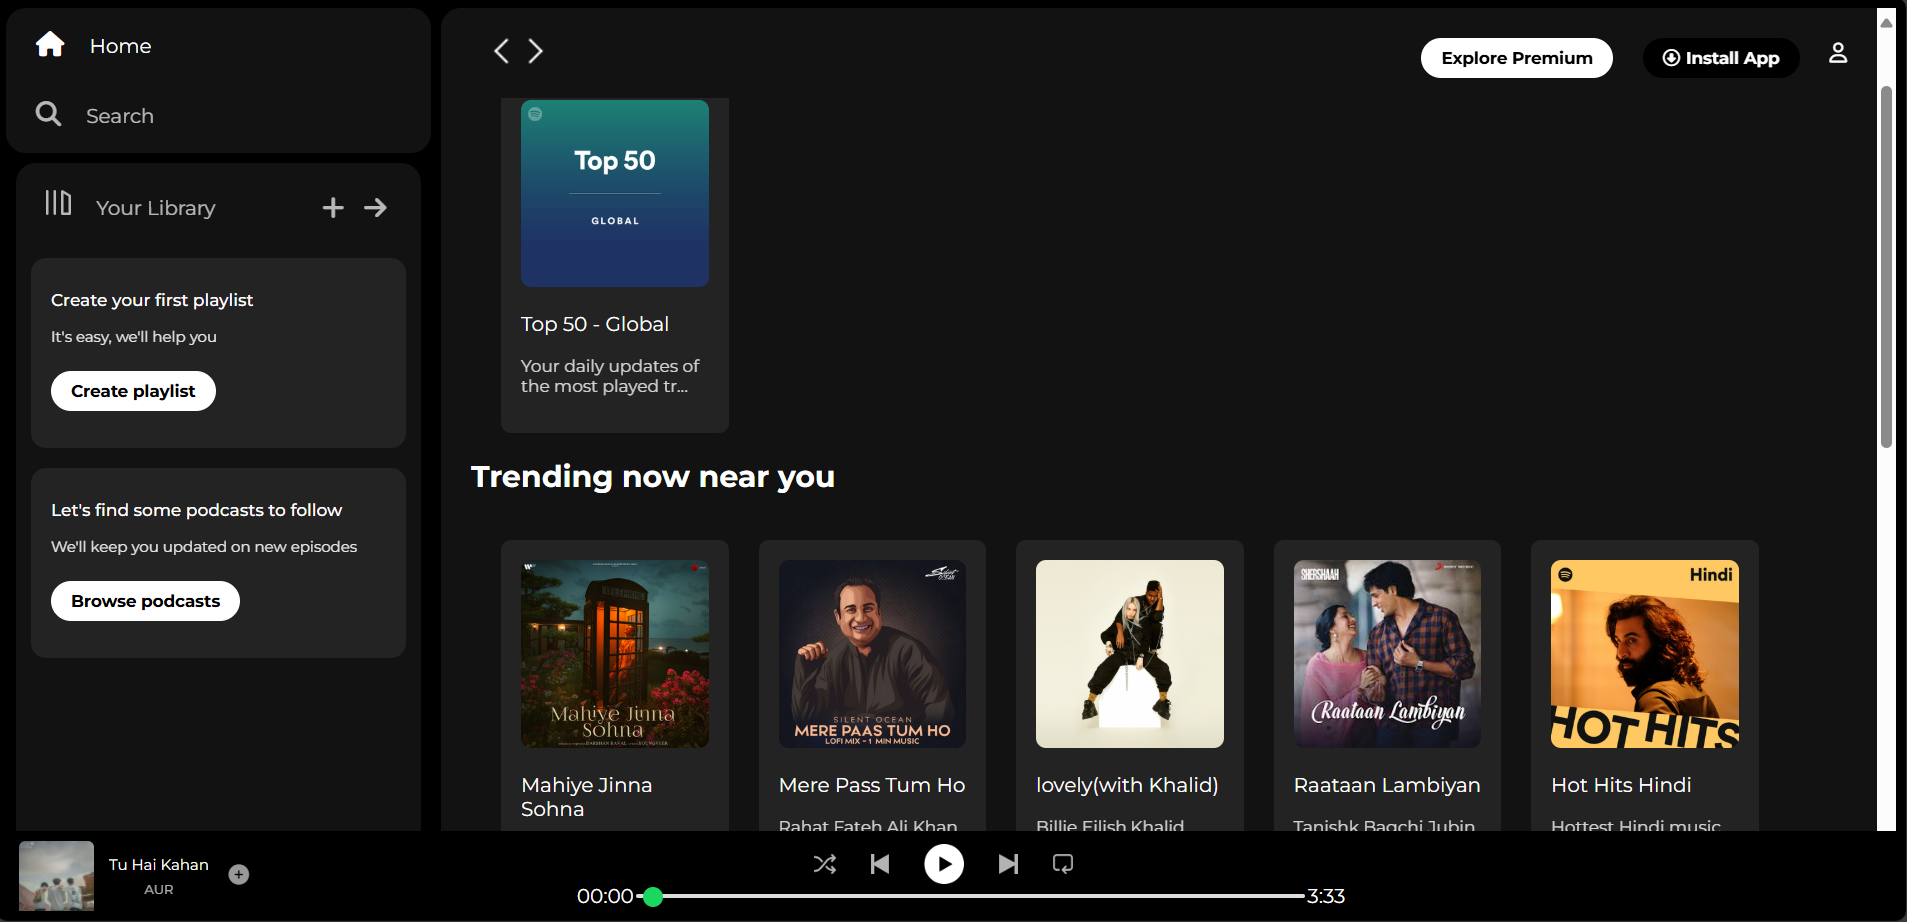 Home
Search
Your Library
Create your first playlist
It's easy, we'll help you
Create playlist
Let's find some podcasts to follow
We'll keep you updated on new episodes
Browse podcasts
Explore Premium
Install App
Top 50
GLOBAL
Top 50 - Global
Your daily updates of
the most played tr...
Trending now near you
Mahiye Jinna
Sohna
Mahiye Jinna
Sohna
Silent
Ocean
SILENT OCEAN
MERE PAAS TUM HO
LOFI MIX - 1 MIN MUSIC
Mere Pass Tum Ho
Rahat Fateh Ali Khan
lovely(with Khalid)
Billie Eilish Khalid
SHERSHAAH
Raataan Lambiyan
Raataan Lambiyan
Tanishk Bagchi Jubin
Hindi
HOT HITS
Hot Hits Hindi
Hottest Hindi music
Tu Hai Kahan
AUR
00:00
3:33